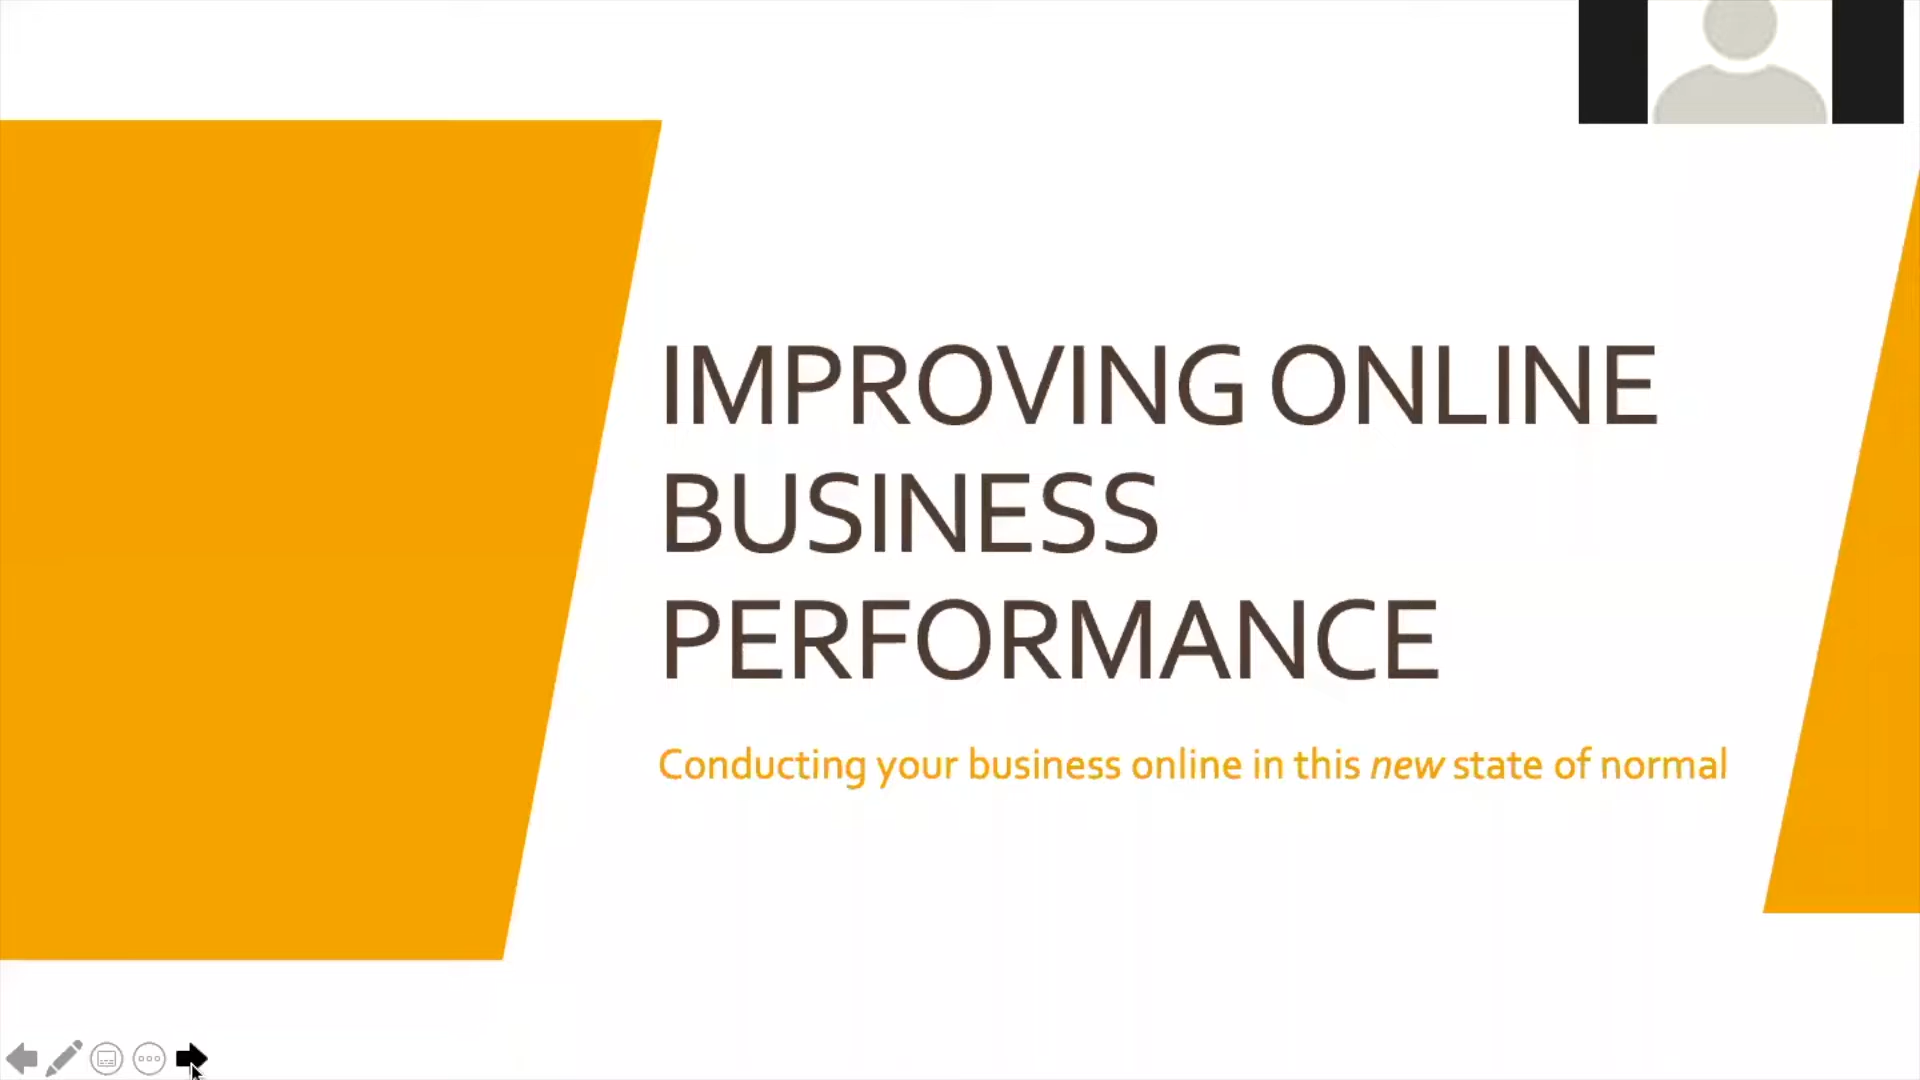 IMPROVING ONLINE
BUSINESS
PERFORMANCE
Conducting your business online in this new state of normal